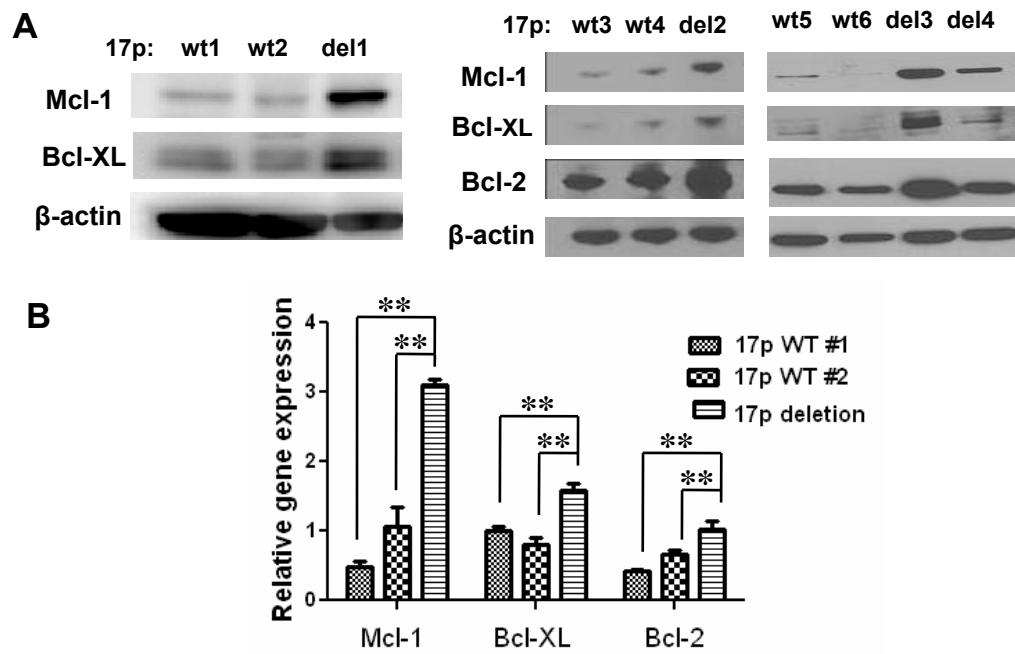 A
17p: wt1 wt2 del1
Mcl-1
Bcl-XL
β-actin
17p: wt3 wt4 del2
wt5 wt6 del3 del4
Mcl-1
Bcl-XL
Bcl-2
β-actin
B
Relative gene expression
4
3
2
1
0
**
**
**
**
**
**
17p WT #1
17p WT #2
17p deletion
Mcl-1 Bcl-XL Bcl-2